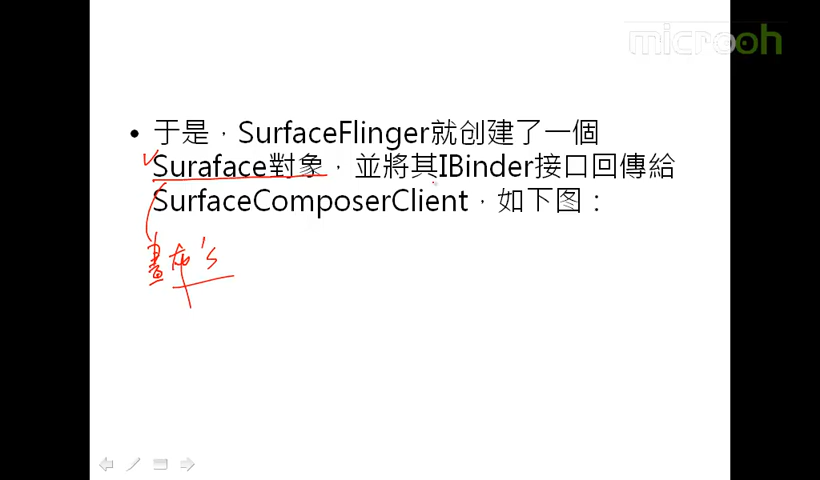 microoh
• 于是，SurfaceFlinger就创建了一個
Suraface對象，並將其IBinder接口回傳給
SurfaceComposerClient，如下图：
畫布's